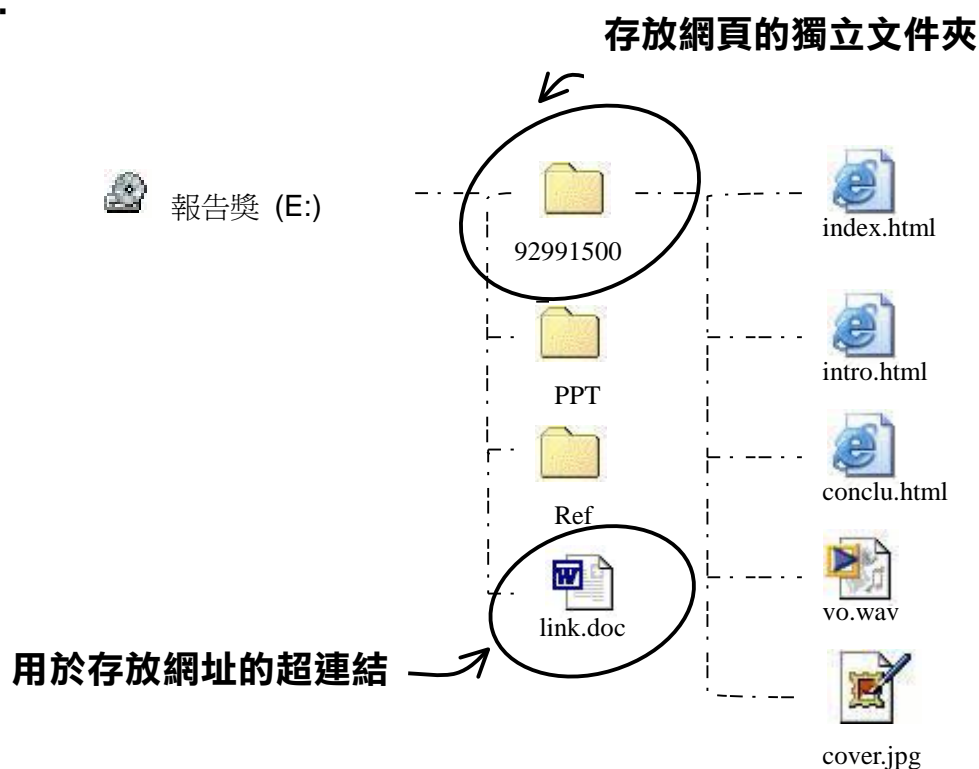 存放網頁的獨立文件夾
報告獎 (E:)
92991500
index.html
PPT
intro.html
Ref
conclu.html
link.doc
vo.wav
用於存放網址的超連結
cover.jpg